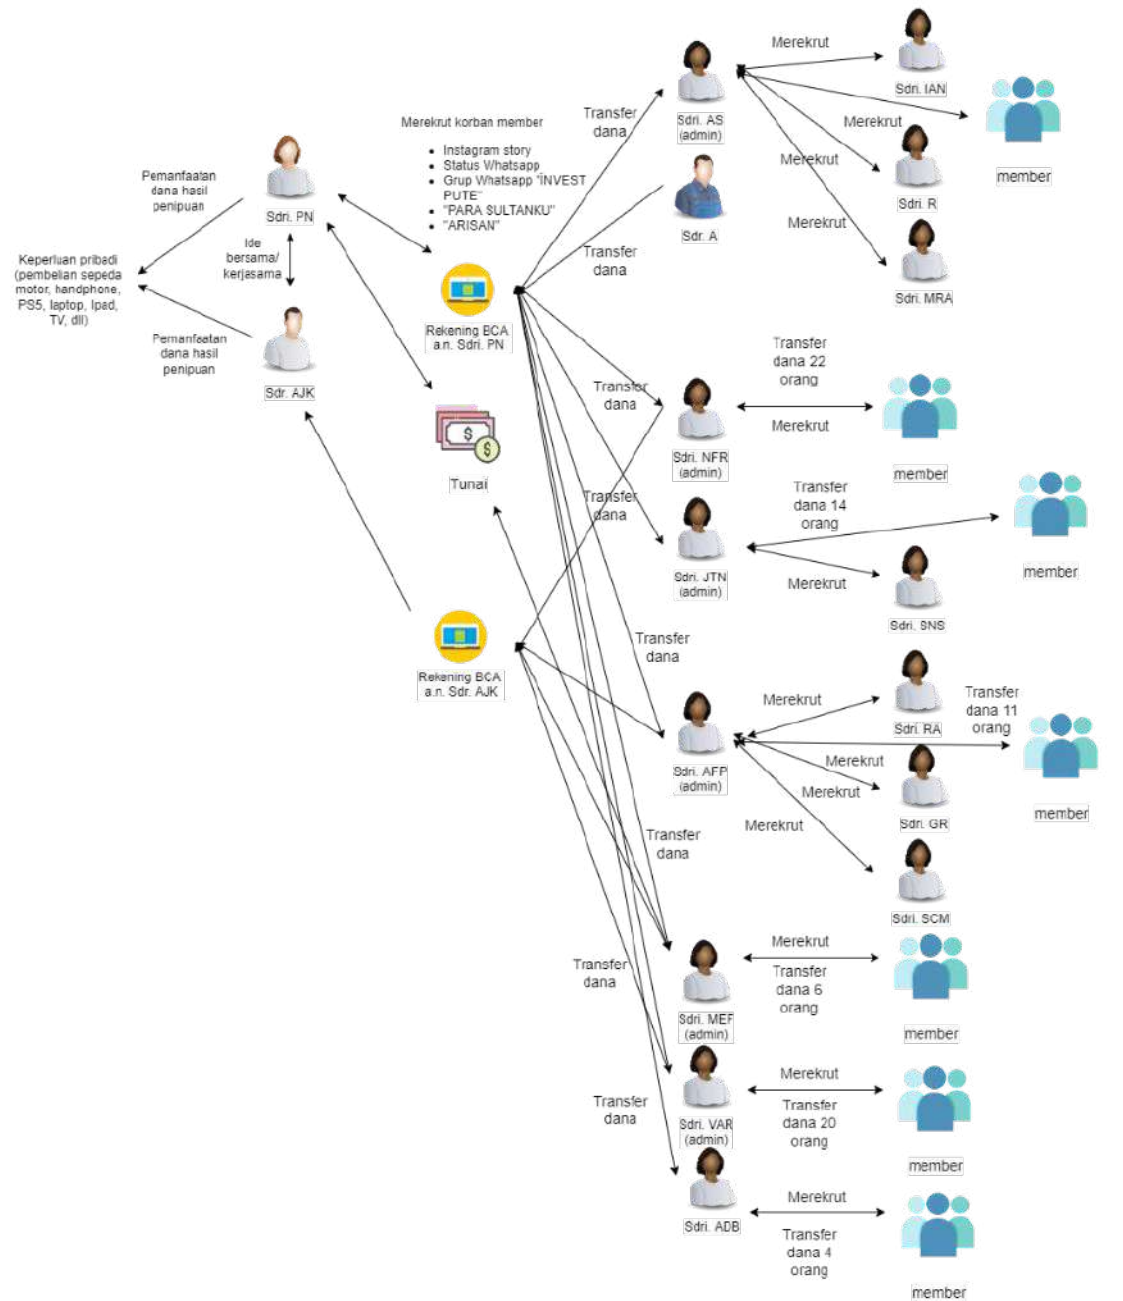 Merekrut
Sdri. IAN
Merekrut korban member
Instagram story
Status Whatsapp
Grup Whatsapp "INVEST
PUTE"
"PARA SULTANKU"
"ARISAN"
Transfer
dana
Sdri. AS
(admin)
Merekrut
Merekrut
member
Pemanfaatan
dana hasil
penipuan
Sdri. PN
Sdri. R
Merekrut
Sdr. A
Transfer
dana
Ide
bersama/
kerjasama
Keperluan pribadi
(pembelian sepeda
motor, handphone,
PS5, laptop, Ipad,
TV, dll)
Sdri. MRA
Rekening BCA
a.n. Sdri. PN
Pemanfaatan
dana hasil
penipuan
Sdr. AJK
Transfer
dana 22
orang
Transfer
dana
Merekrut
Sdri. NFR
(admin)
member
Tunai
Transfer
dana
Transfer
dana 14
orang
Sdri. JTN
(admin)
Merekrut
member
Sdri. SNS
Transfer
dana
Rekening BCA
a.n. Sdr. AJK
Merekrut
Transfer
dana 11
orang
Sdri. RA
Sdri. AFP
(admin)
Merekrut
Merekrut
Merekrut
Sdri. GR
member
Transfer
dana
Sdri. SCM
Merekrut
Transfer
dana
Transfer
dana 6
orang
Sdri. MEF
(admin)
member
Merekrut
Transfer
dana
Transfer
dana 20
orang
Sdri. VAR
(admin)
member
Merekrut
Sdri. ADB
Transfer
dana 4
orang
member